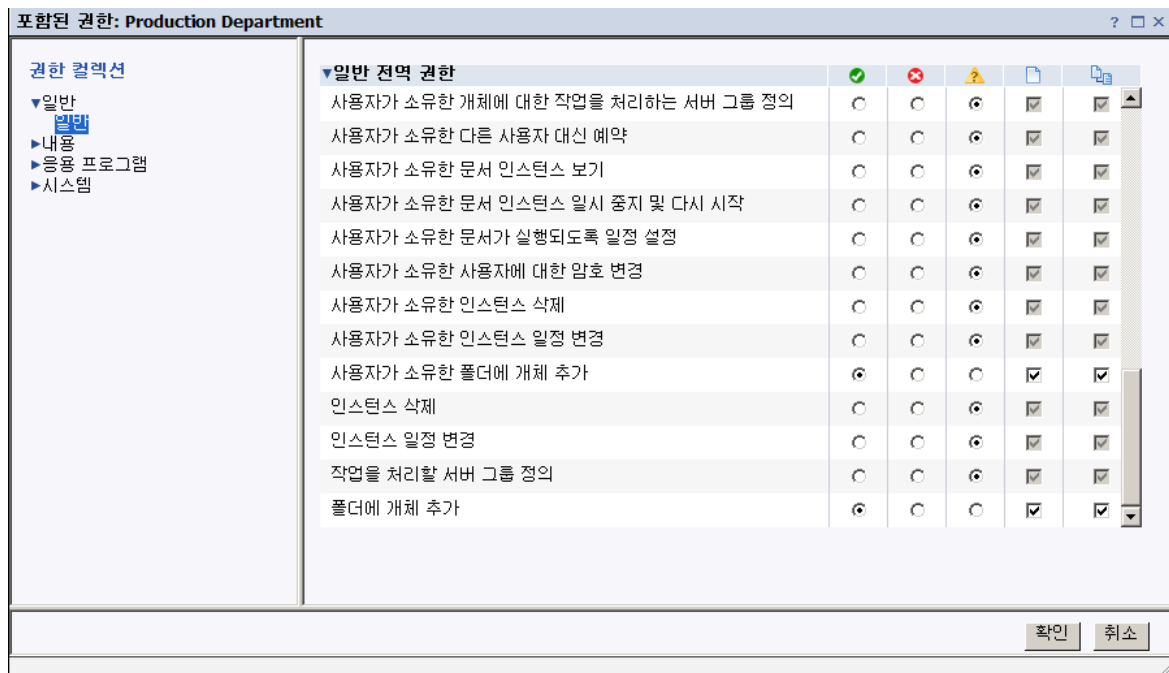 포함된 권한: Production Department
권한 컬렉션
▼일반
일반
►내용
►응용 프로그램
►시스템
▼일반 전역 권한
사용자가 소유한 개체에 대한 작업을 처리하는 서버 그룹 정의
사용자가 소유한 다른 사용자 대신 예약
사용자가 소유한 문서 인스턴스 보기
사용자가 소유한 문서 인스턴스 일시 중지 및 다시 시작
사용자가 소유한 문서가 실행되도록 일정 설정
사용자가 소유한 사용자에 대한 암호 변경
사용자가 소유한 인스턴스 삭제
사용자가 소유한 인스턴스 일정 변경
사용자가 소유한 폴더에 개체 추가
인스턴스 삭제
인스턴스 일정 변경
작업을 처리할 서버 그룹 정의
폴더에 개체 추가
확인 취소